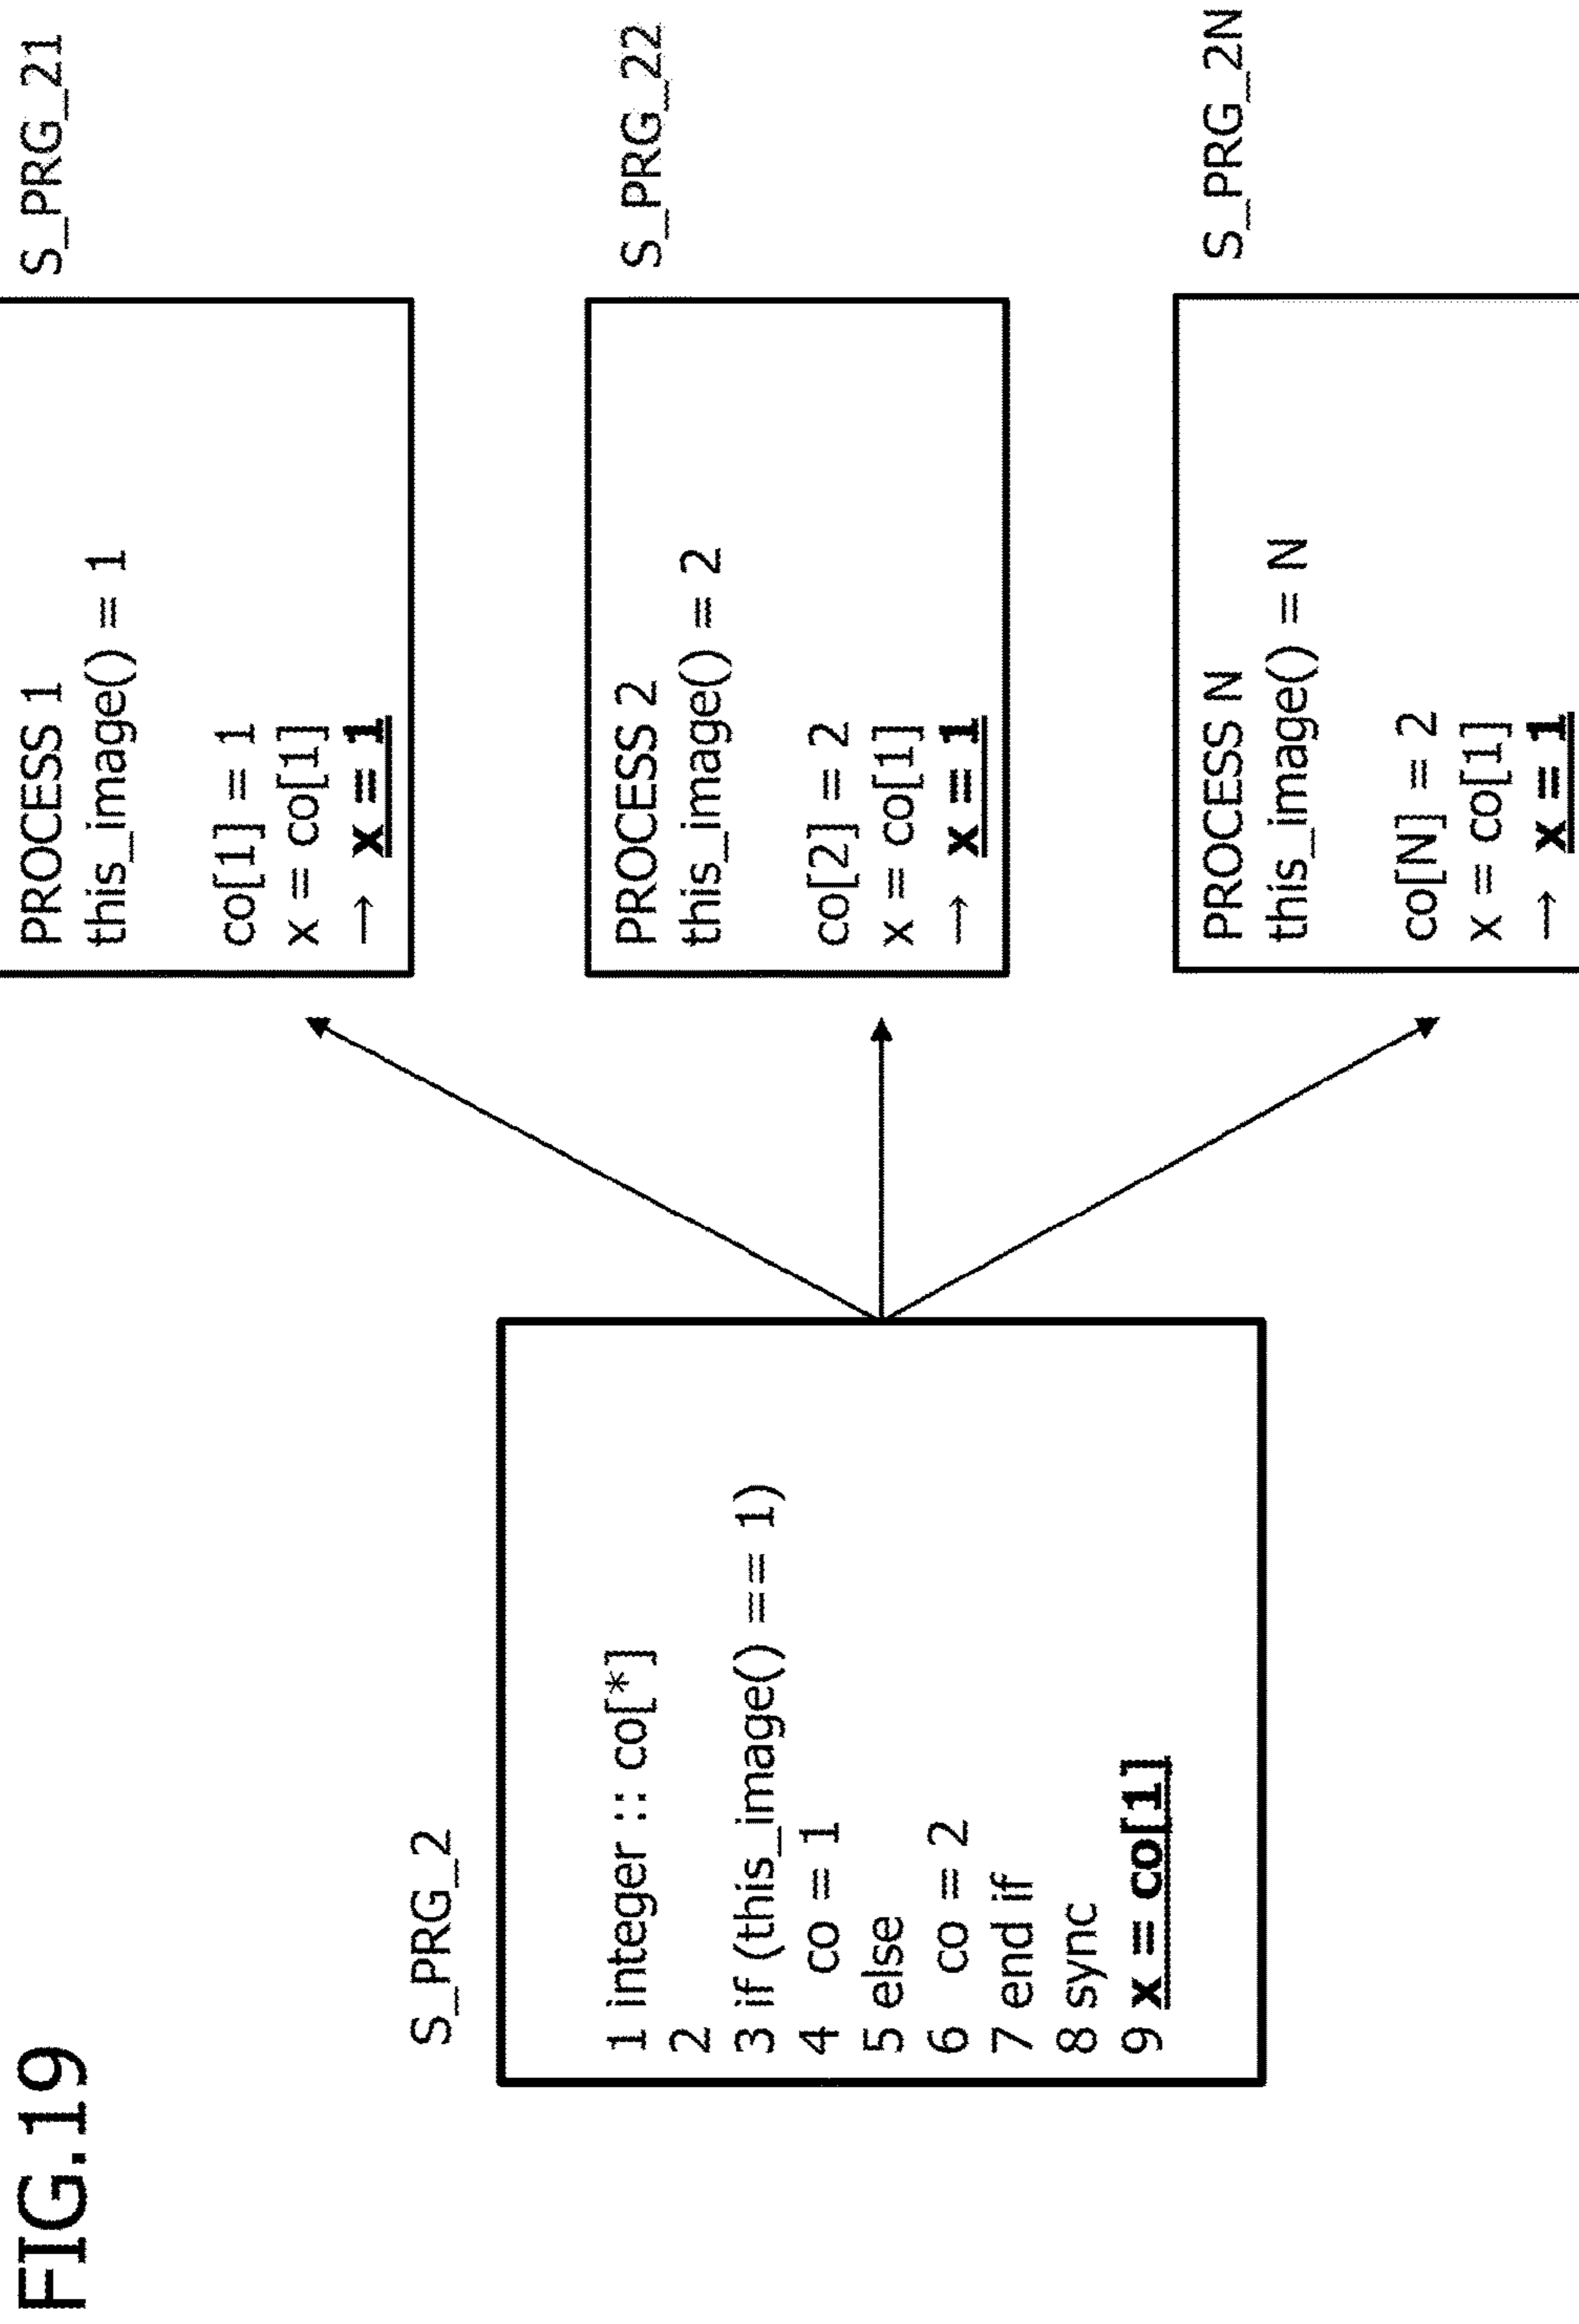 FIG.19
S_PRG_2
1 integer :: co[*]
2
3 if (this_image() == 1)
4 co = 1
5 else
6 co = 2
7 end if
8 sync
9 x = co[1]
PROCESS 1
this_image() = 1
co[1] = 1
x = co[1]
→ x = 1
S_PRG_21
PROCESS 2
this_image() = 2
co[2] = 2
x = co[1]
→ x = 1
S_PRG_22
PROCESS N
this_image() = N
co[N] = 2
x = co[1]
→ x = 1
S_PRG_2N